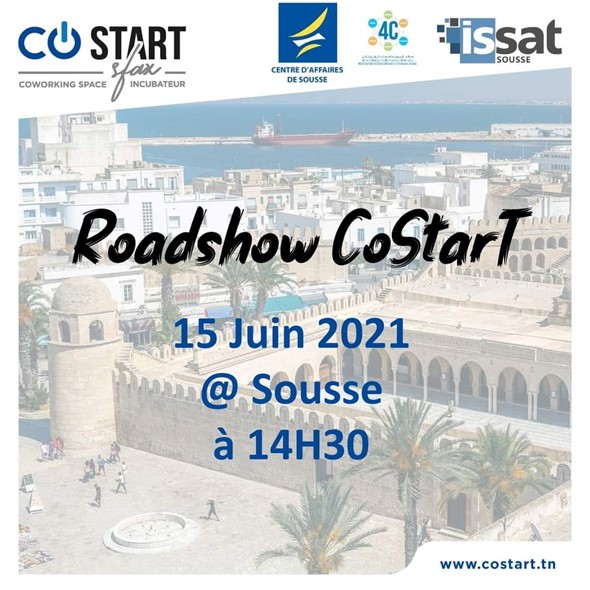 CO START
sfax
COWORKING SPACE INCUBATEUR
CENTRE D'AFFAIRES
DE SOUSSE
4C
issat
SOUSSE
Roadshow CoStarT
15 Juin 2021
@ Sousse
à 14H30
www.costart.tn